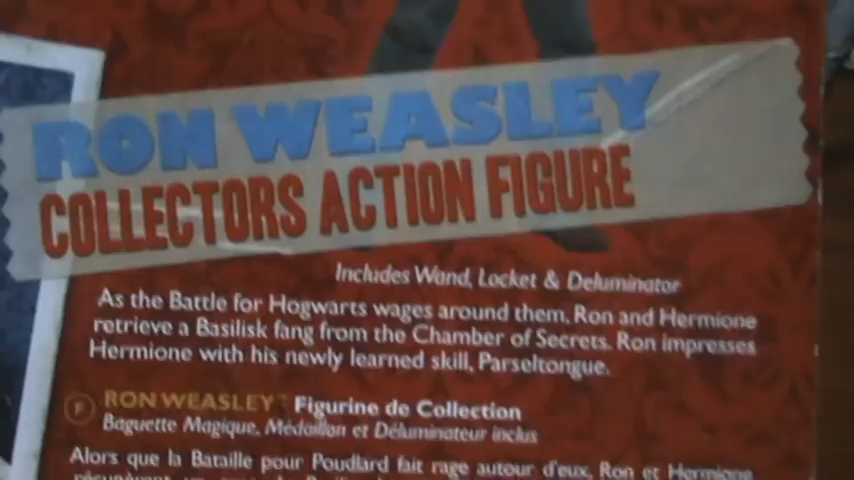 RON WEASLEY
COLLECTORS ACTION FIGURE
Includes Wand, Locket & Deluminator
As the Battle for Hogwarts wages around them, Ron and Hermione
retrieve a Basilisk fang from the Chamber of Secrets. Ron impresses
Hermione with his newly learned skill, Parseltongue.
F RON WEASLEY™ Figurine de Collection
Baguette Magique, Médaillon et Déluminateur inclus
Alors que la Bataille pour Poudlard fait rage autour d'eux, Ron et Hermione